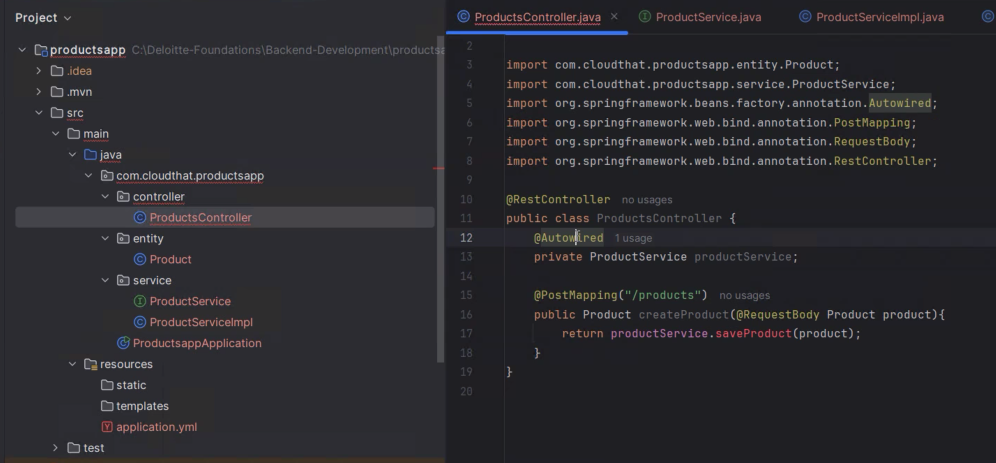 Project
productsapp C:\Deloitte-Foundations\Backend-Development\productsa
.idea
.mvn
src
main
java
com.cloudthat.productsapp
controller
ProductsController
entity
Product
service
ProductService
ProductServiceImpl
ProductsappApplication
resources
static
templates
application.yml
test
ProductsController.java ProductService.java ProductServiceImpl.java
2
3 import com.cloudthat.productsapp.entity.Product;
4 import com.cloudthat.productsapp.service.ProductService;
5 import org.springframework.beans.factory.annotation.Autowired;
6 import org.springframework.web.bind.annotation.PostMapping;
7 import org.springframework.web.bind.annotation.RequestBody;
8 import org.springframework.web.bind.annotation.RestController;
9
10 @RestController no usages
11 public class ProductsController {
12 @Autowired 1 usage
13 private ProductService productService;
14
15 @PostMapping("/products") no usages
16 public Product createProduct(@RequestBody Product product){
17 return productService.saveProduct(product);
18 }
19 }
20